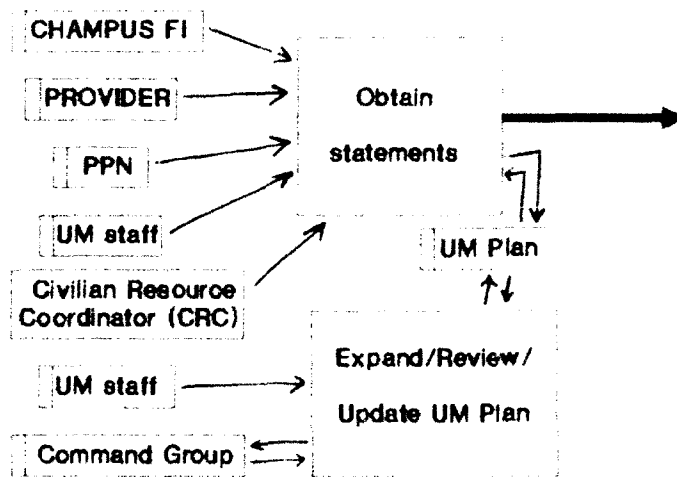 CHAMPUS FI
PROVIDER
PPN
UM staff
Civilian Resource
Coordinator (CRC)
Obtain
statements
UM Plan
UM staff
Command Group
Expand/Review/
Update UM Plan